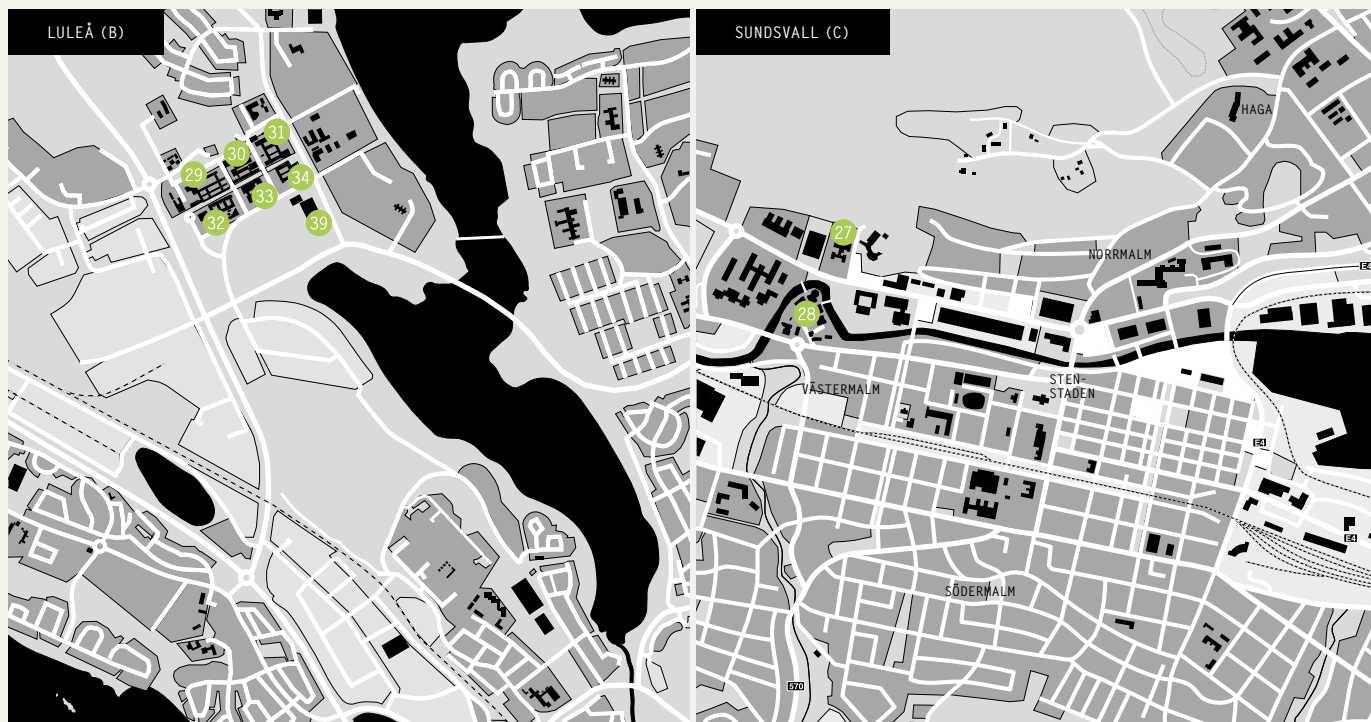 LULEÅ (B)
31
30
29
34
33
32
39
SUNDSVALL (C)
HAGA
27
NORRMALM
E4
28
STEN-
STADEN
VÄSTERMALM
E4
E4
SÖDERMALM
570